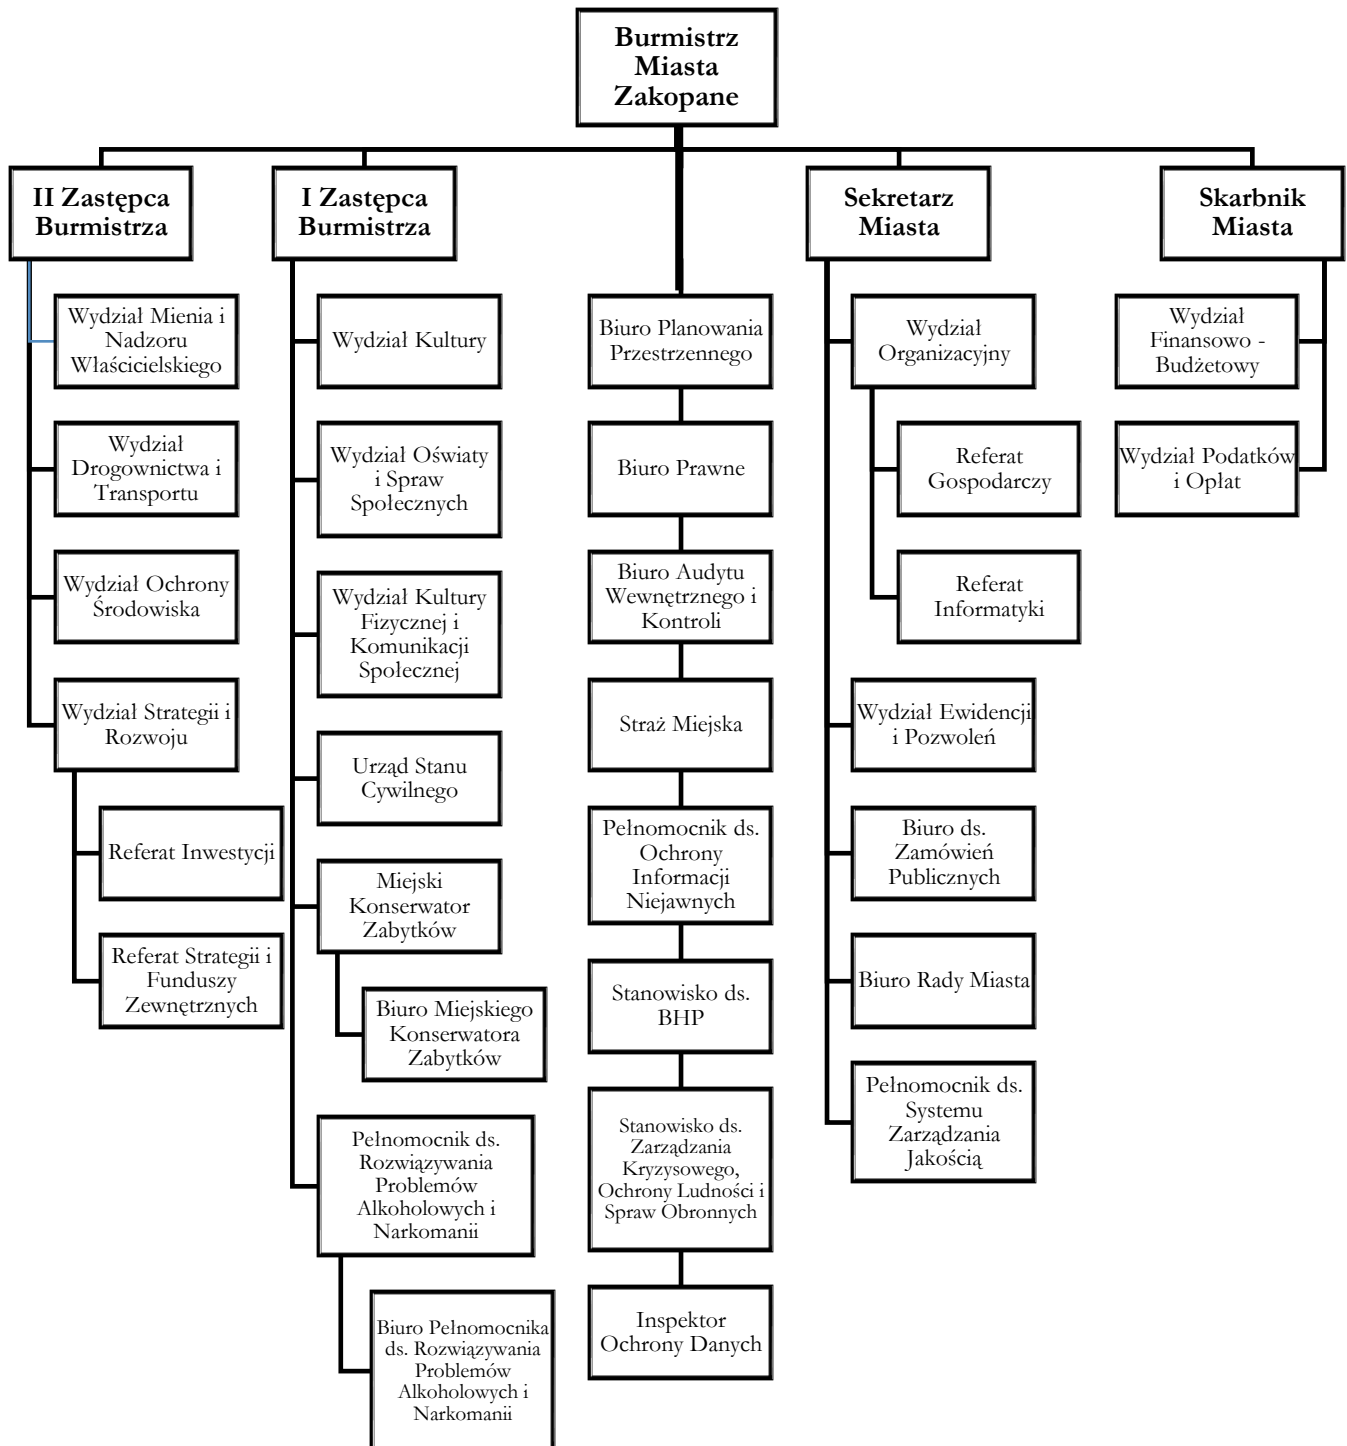 Burmistrz
Miasta
Zakopane
II Zastępca
Burmistrza
Wydział Mienia i
Nadzoru
Właścicielskiego
Wydział
Drogownictwa i
Transportu
Wydział Ochrony
Środowiska
Wydział Strategii i
Rozwoju
Referat Inwestycji
Referat Strategii i
Funduszy
Zewnętrznych
I Zastępca
Burmistrza
Wydział Kultury
Wydział Oświaty
i Spraw
Społecznych
Wydział Kultury
Fizycznej i
Komunikacji
Społecznej
Urząd Stanu
Cywilnego
Miejski
Konserwator
Zabytków
Biuro Miejskiego
Konserwatora
Zabytków
Pełnomocnik ds.
Rozwiązywania
Problemów
Alkoholowych i
Narkomanii
Biuro Pełnomocnika
ds. Rozwiązywania
Problemów
Alkoholowych i
Narkomanii
Biuro Planowania
Przestrzennego
Biuro Prawne
Biuro Audytu
Wewnętrznego i
Kontroli
Straż Miejska
Pełnomocnik ds.
Ochrony
Informacji
Niejawnych
Stanowisko ds.
BHP
Stanowisko ds.
Zarządzania
Kryzysowego,
Ochrony Ludności i
Spraw Obronnych
Inspektor
Ochrony Danych
Sekretarz
Miasta
Wydział
Organizacyjny
Referat
Gospodarczy
Referat
Informatyki
Wydział Ewidencji
i Pozwoleń
Biuro ds.
Zamówień
Publicznych
Biuro Rady Miasta
Pełnomocnik ds.
Systemu
Zarządzania
Jakością
Skarbnik
Miasta
Wydział
Finansowo -
Budżetowy
Wydział Podatków
i Opłat